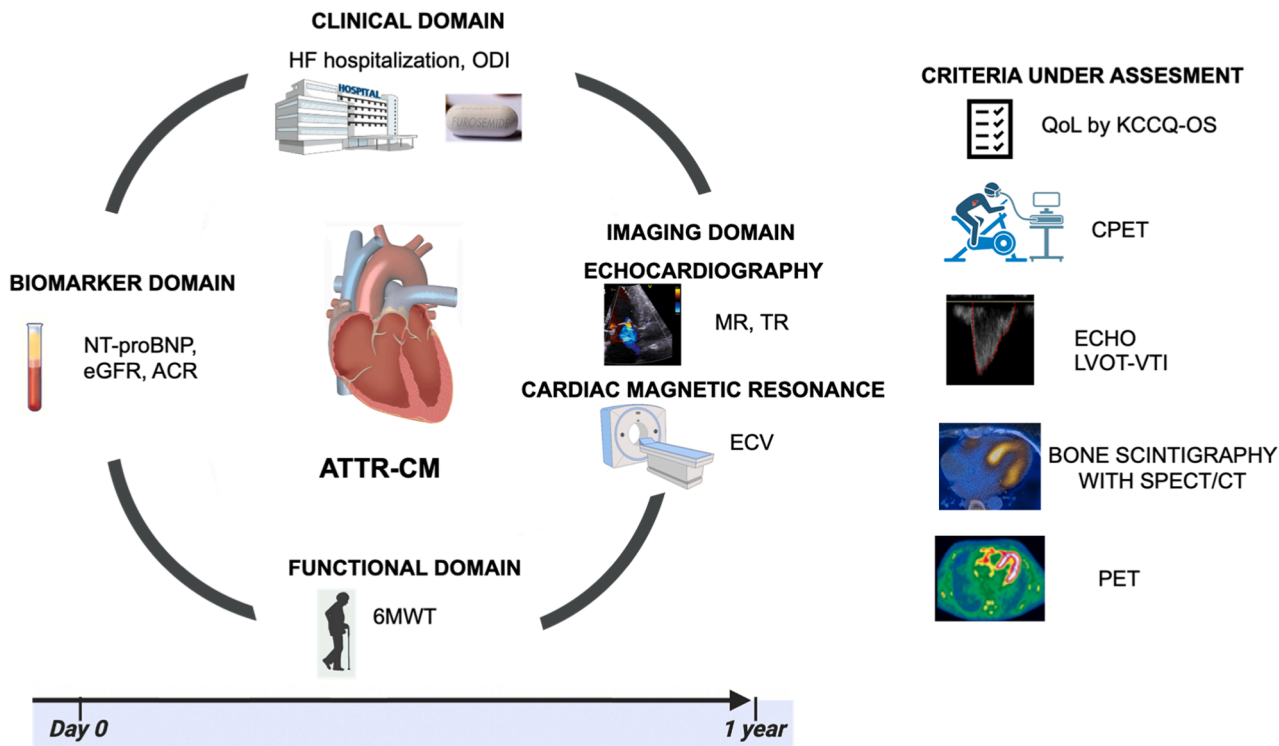 CLINICAL DOMAIN
HF hospitalization, ODI
HOSPITAL
FUROSEMIDE
BIOMARKER DOMAIN
NT-proBNP,
eGFR, ACR
ATTR-CM
IMAGING DOMAIN
ECHOCARDIOGRAPHY
MR, TR
CARDIAC MAGNETIC RESONANCE
ECV
FUNCTIONAL DOMAIN
6MWT
Day 0
1 year
CRITERIA UNDER ASSESMENT
QoL by KCCQ-OS
CPET
ECHO
LVOT-VTI
BONE SCINTIGRAPHY
WITH SPECT/CT
PET